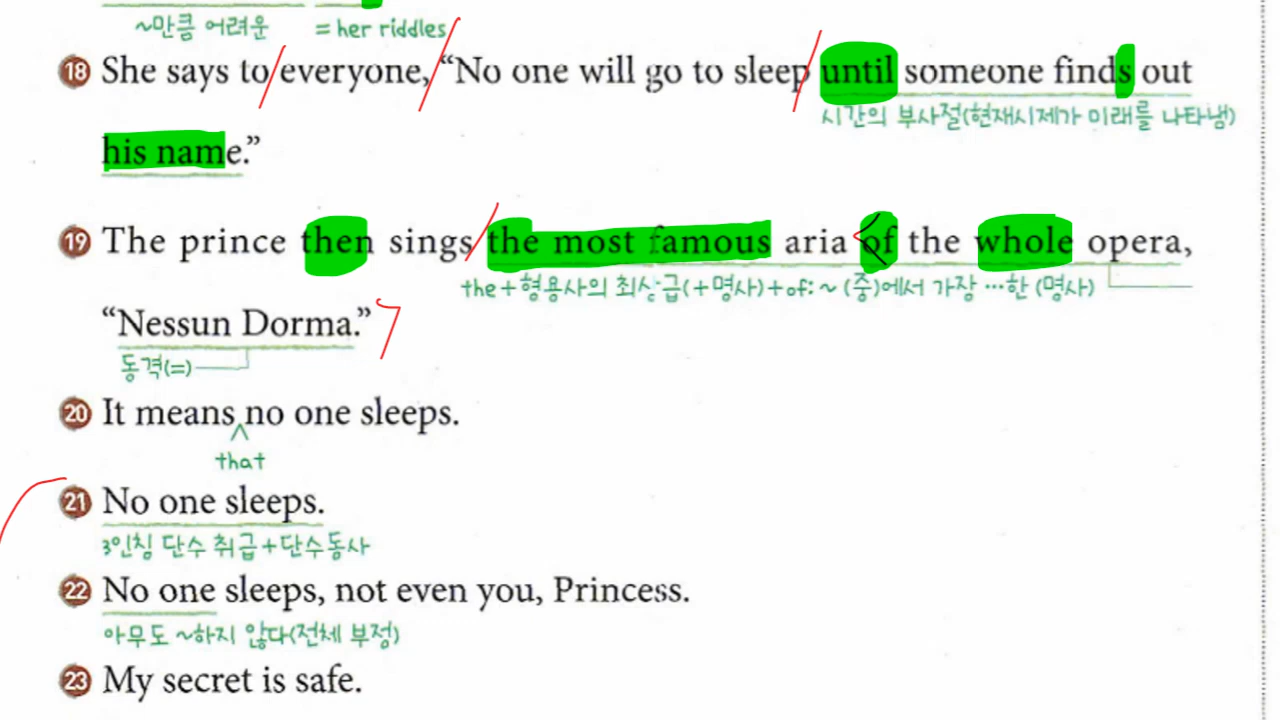 ~만큼 어려운 = her riddles
18 She says to everyone, “No one will go to sleep until someone finds out
시간의 부사절(현재시제가 미래를 나타냄)
his name.”
19 The prince then sings the most famous aria of the whole opera,
the+형용사의 최상급(+명사)+of: ~ (중)에서 가장 …한 (명사)
“Nessun Dorma.”
동격(=)
20 It means no one sleeps.
that
21 No one sleeps.
3인칭 단수 취급+단수동사
22 No one sleeps, not even you, Princess.
아무도 ~하지 않다(전체 부정)
23 My secret is safe.